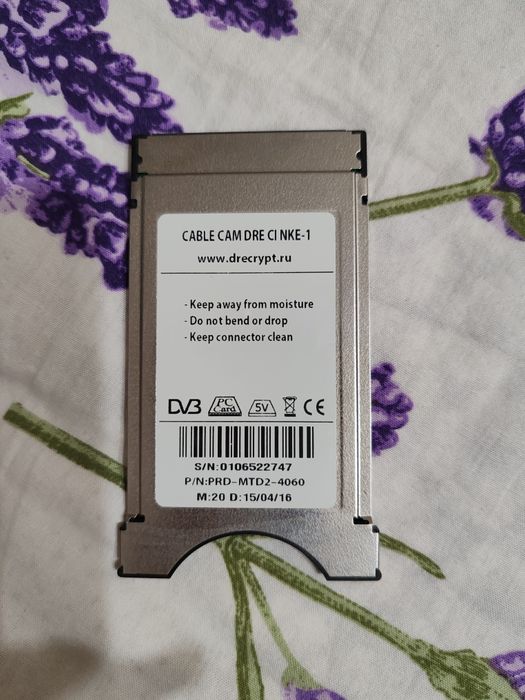 CABLE CAM DRE CI NKE-1
www.drecrypt.ru
- Keep away from moisture
- Do not bend or drop
- Keep connector clean
DVB PC Card 5V CE
S/N:0106522747
P/N:PRD-MTD2-4060
M:20 D:15/04/16